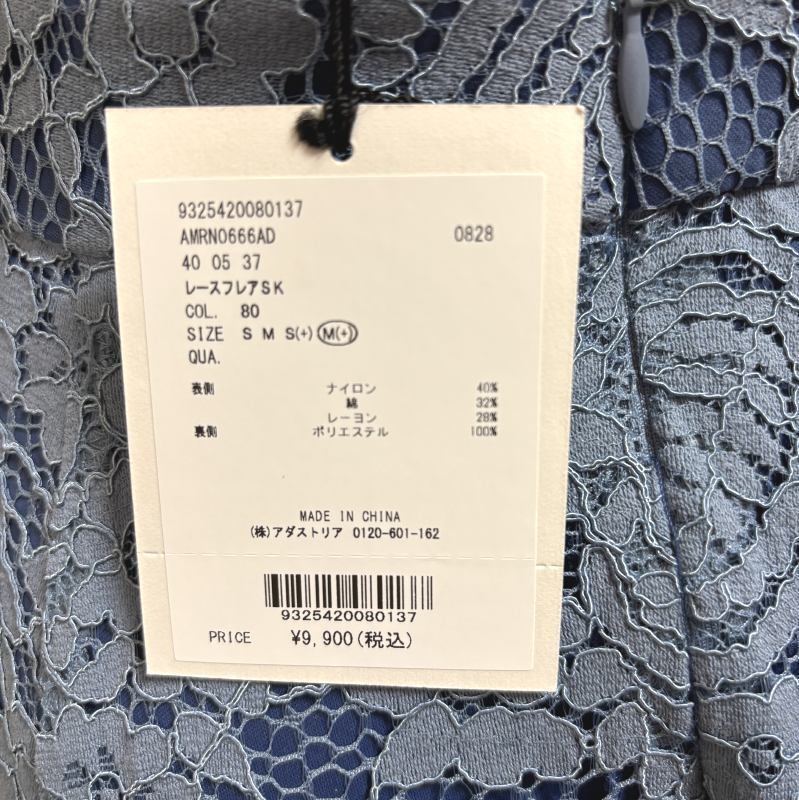 9325420080137
AMRN0666AD 0828
40 05 37
レースフレアSK
COL. 80
SIZE S M S(+) M(+)
QUA.
表側 ナイロン 40%
綿 32%
レーヨン 28%
裏側 ポリエステル 100%
MADE IN CHINA
(株)アダストリア 0120-601-162
9325420080137
PRICE ¥9,900(税込)